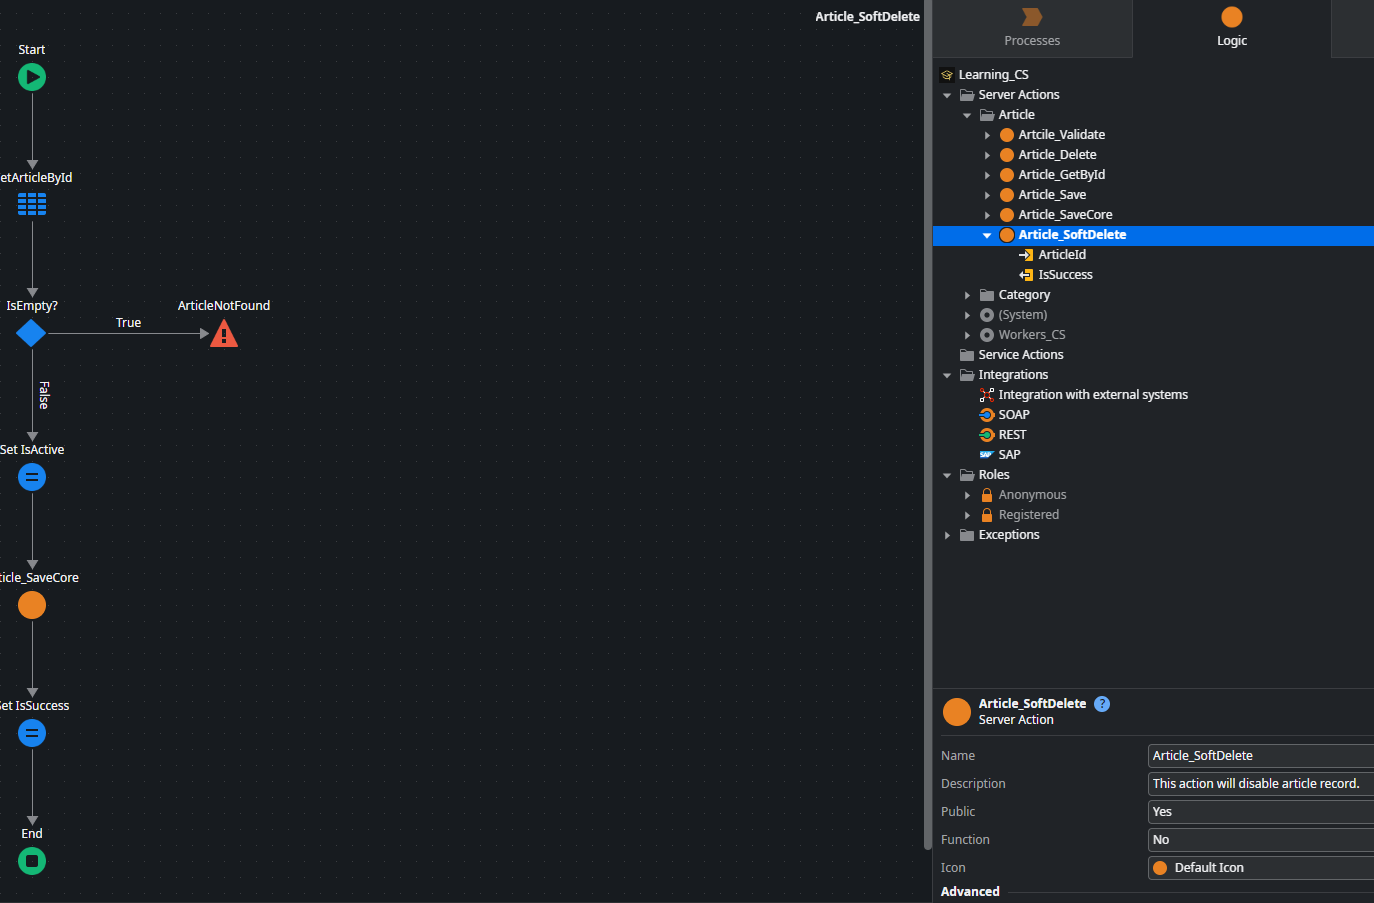 Article_SoftDelete
Start
etArticleById
IsEmpty?
True
ArticleNotFound
False
Set IsActive
ticle_SaveCore
Set IsSuccess
End
Processes
Logic
Learning_CS
Server Actions
Article
Artcile_Validate
Article_Delete
Article_GetById
Article_Save
Article_SaveCore
Article_SoftDelete
ArticleId
IsSuccess
Category
(System)
Workers_CS
Service Actions
Integrations
Integration with external systems
SOAP
REST
SAP
SAP
Roles
Anonymous
Registered
Exceptions
Article_SoftDelete ?
Server Action
Name Article_SoftDelete
Description This action will disable article record.
Public Yes
Function No
Icon Default Icon
Advanced